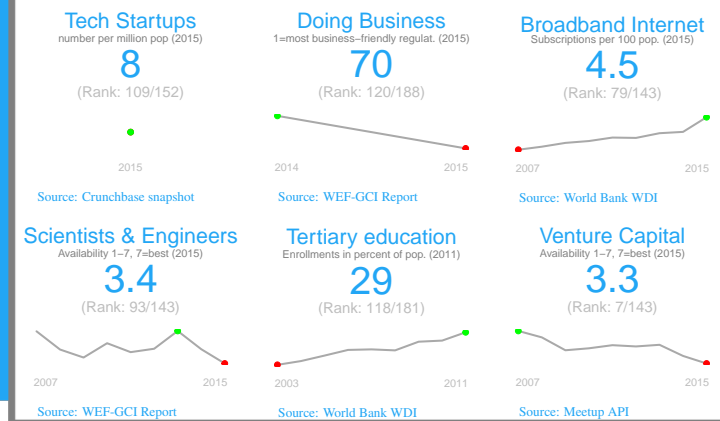 Tech Startups
number per million pop (2015)
8
(Rank: 109/152)
2015
Source: Crunchbase snapshot
Doing Business
1=most business−friendly regulat. (2015)
70
(Rank: 120/188)
2014 2015
Source: WEF-GCI Report
Broadband Internet
Subscriptions per 100 pop. (2015)
4.5
(Rank: 79/143)
2007 2015
Source: World Bank WDI
Scientists & Engineers
Availability 1−7, 7=best (2015)
3.4
(Rank: 93/143)
2007 2015
Source: WEF-GCI Report
Tertiary education
Enrollments in percent of pop. (2011)
29
(Rank: 118/181)
2003 2011
Source: World Bank WDI
Venture Capital
Availability 1−7, 7=best (2015)
3.3
(Rank: 7/143)
2007 2015
Source: Meetup API